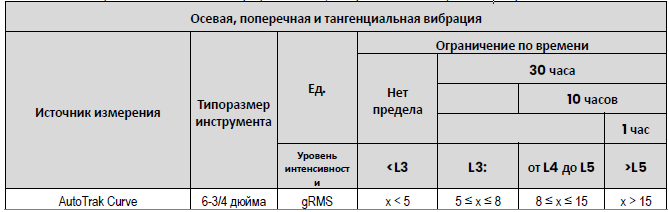 Осевая, поперечная и тангенциальная вибрация
Источник измерения
Типоразмер
инструмента
Ед.
Ограничение по времени
Нет
предела
30 часа
10 часов
1 час
Уровень
интенсивност
и
<L3
L3:
от L4 до L5
>L5
AutoTrak Curve
6-3/4 дюйма
gRMS
x < 5
5 ≤ x ≤ 8
8 ≤ x ≤ 15
x > 15